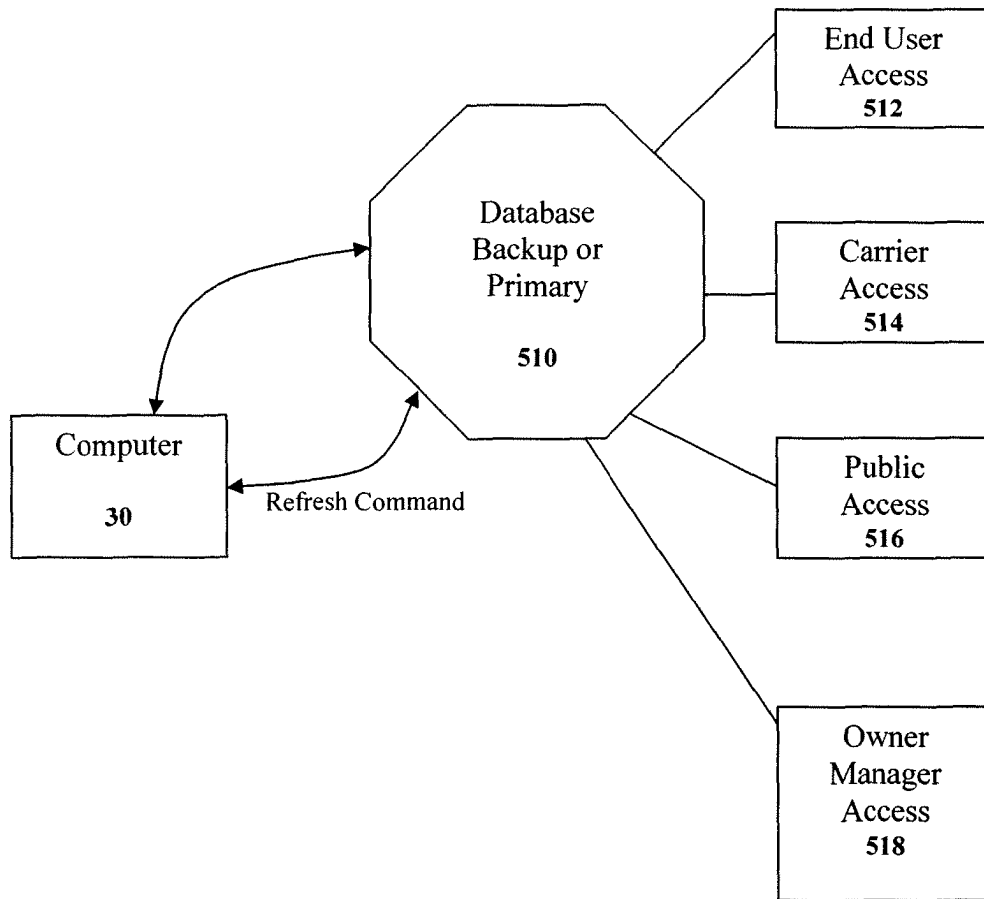 End User
Access
512
Database
Backup or
Primary
510
Carrier
Access
514
Computer
30
Refresh Command
Public
Access
516
Owner
Manager
Access
518